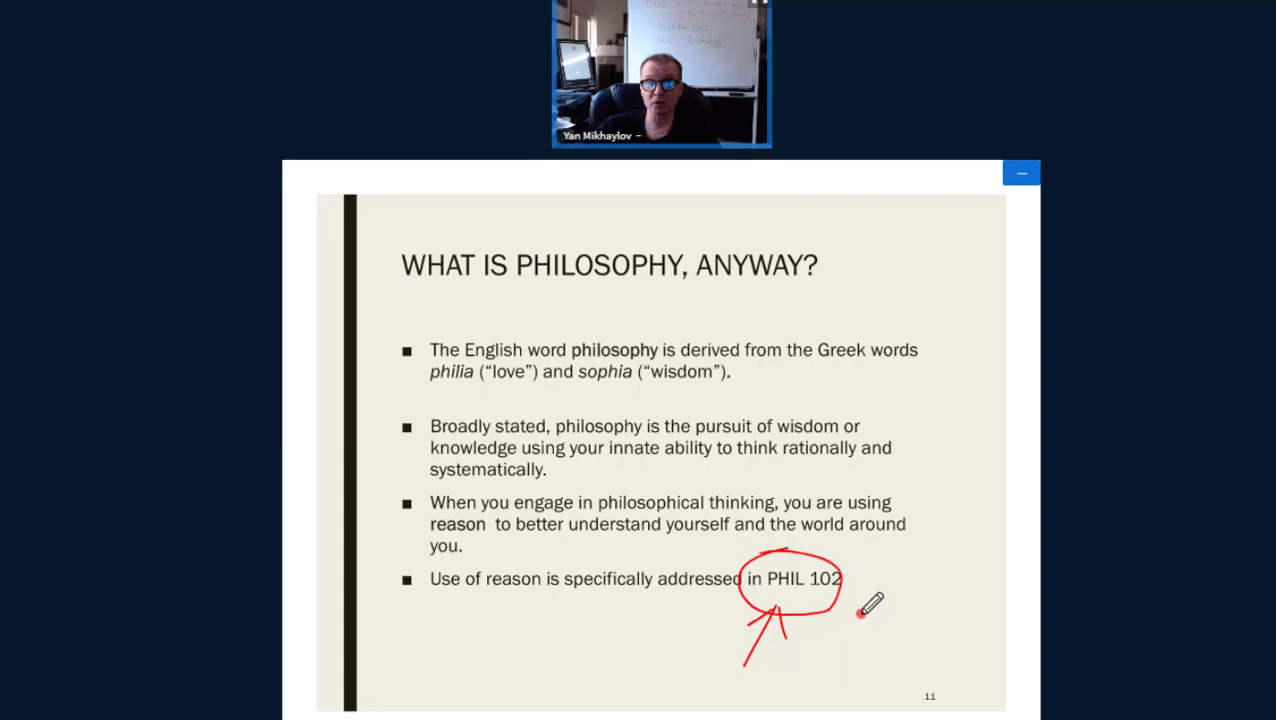 Yan Mikhaylov
WHAT IS PHILOSOPHY, ANYWAY?
■ The English word philosophy is derived from the Greek words
philia (“love”) and sophia (“wisdom”).
■ Broadly stated, philosophy is the pursuit of wisdom or
knowledge using your innate ability to think rationally and
systematically.
■ When you engage in philosophical thinking, you are using
reason to better understand yourself and the world around
you.
■ Use of reason is specifically addressed in PHIL 102
11